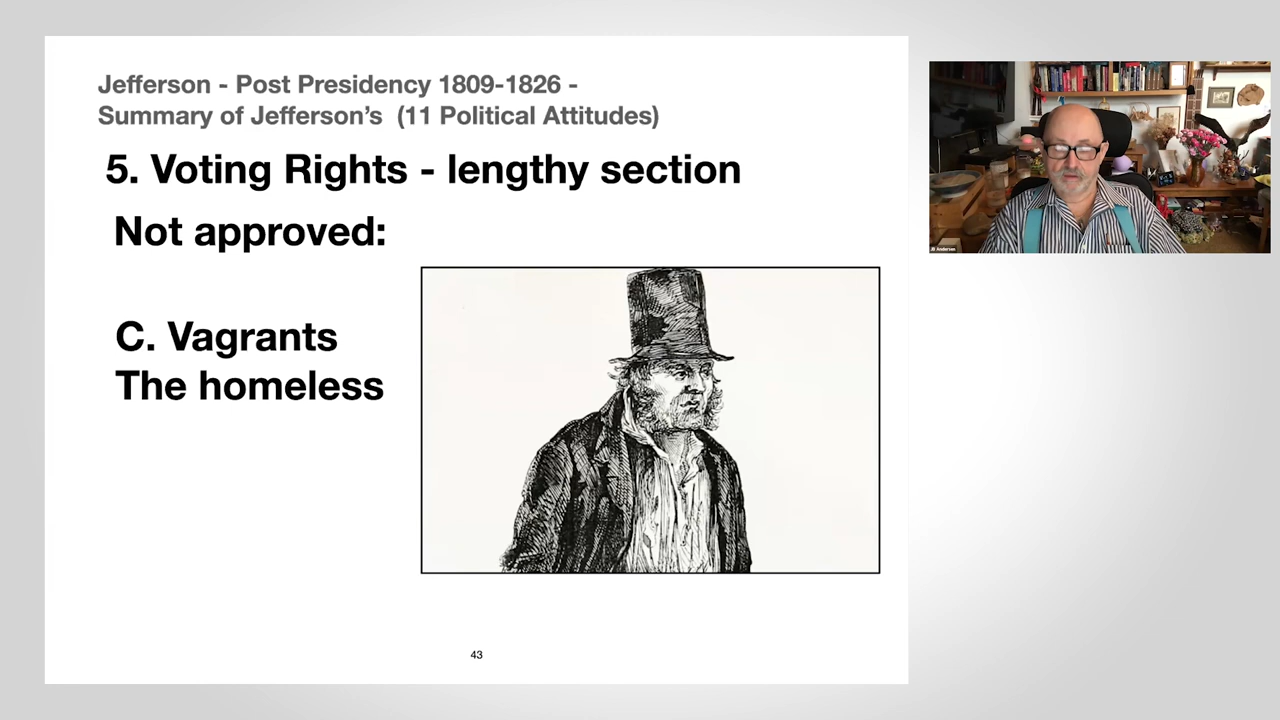 Jefferson - Post Presidency 1809-1826 -
Summary of Jefferson's (11 Political Attitudes)
5. Voting Rights - lengthy section
Not approved:
C. Vagrants
The homeless
43